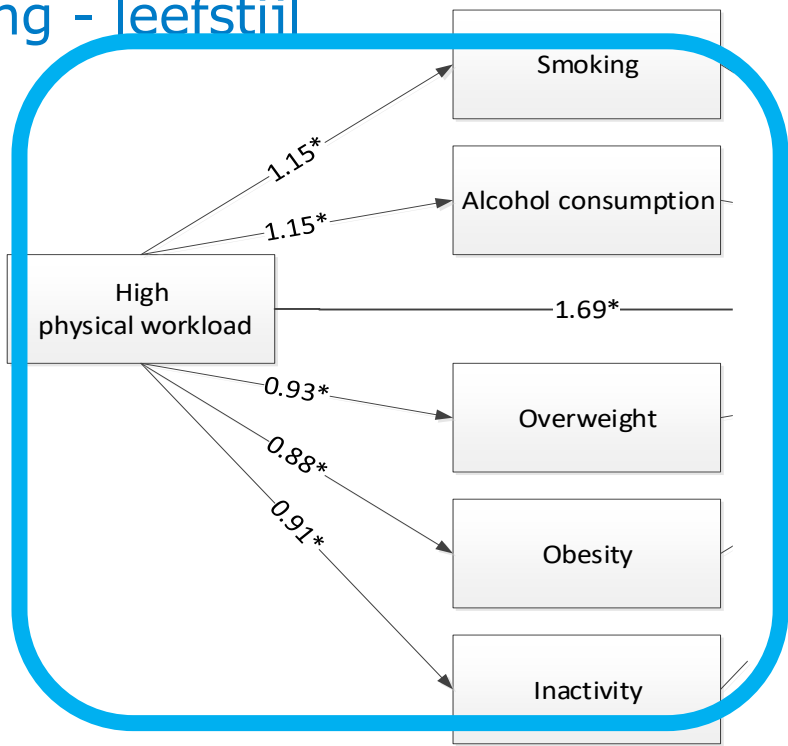 ng - leefstijl
Smoking
1.15*
Alcohol consumption
1.15*
High
physical workload
1.69*
0.93*
Overweight
0.88*
Obesity
0.91*
Inactivity